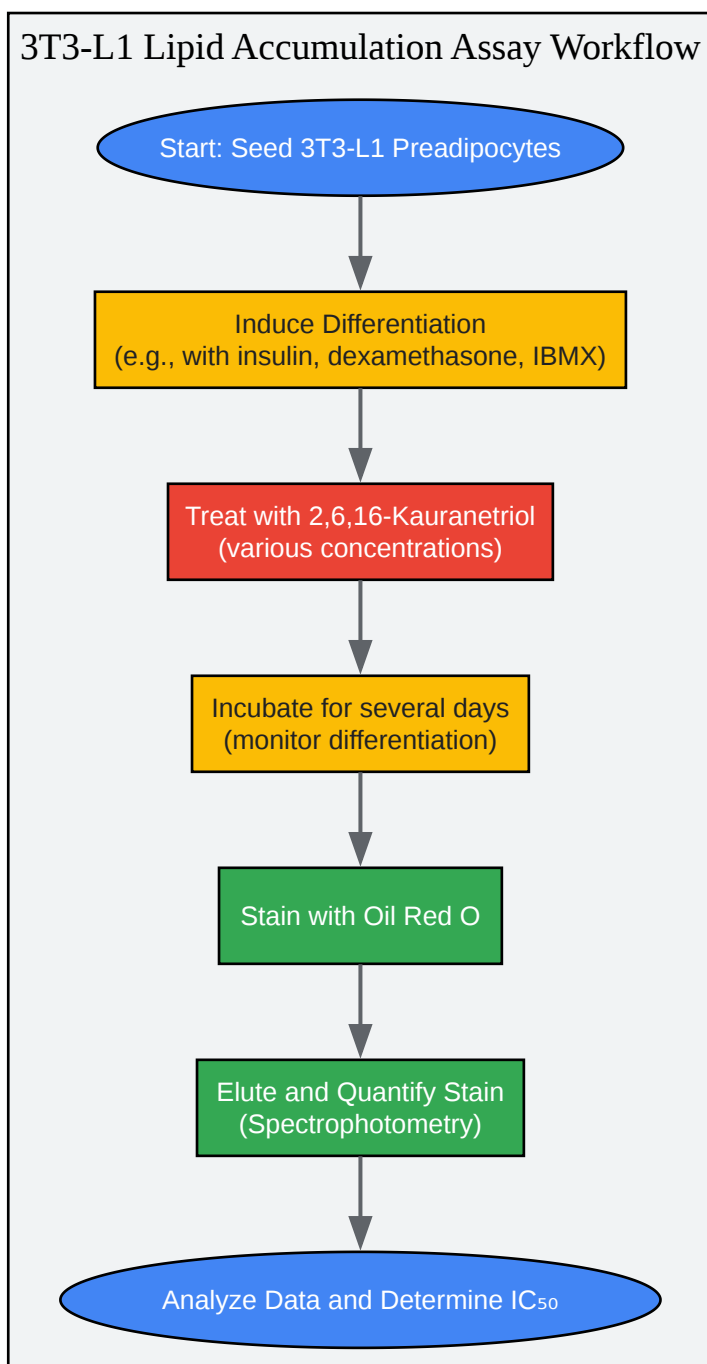 3T3-L1 Lipid Accumulation Assay Workflow
Start: Seed 3T3-L1 Preadipocytes
Induce Differentiation
(e.g., with insulin, dexamethasone, IBMX)
Treat with 2,6,16-Kauranetriol
(various concentrations)
Incubate for several days
(monitor differentiation)
Stain with Oil Red O
Elute and Quantify Stain
(Spectrophotometry)
Analyze Data and Determine IC₅₀